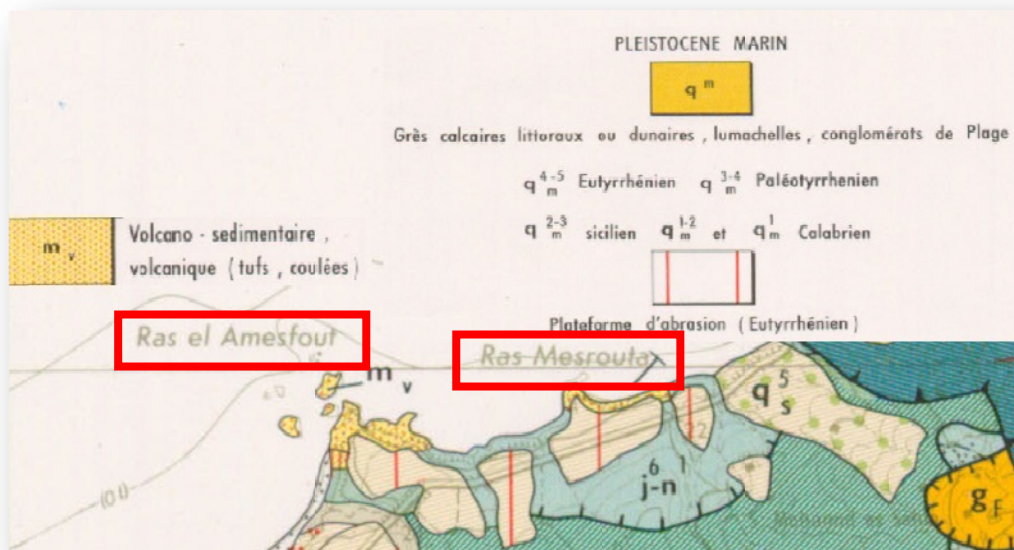 PLEISTOCENE MARIN
q m
Grès calcaires littoraux ou dunaires , lumachelles , conglomérats de Plage
q 4-5 m Eutyrrhénien q 3-4 m Paléotyrrhenien
q 2-3 m sicilien q 1-2 m et q 1 m Calabrien
m v
Volcano - sedimentaire ,
volcanique ( tufs , coulées )
Plateforme d'abrasion ( Eutyrrhénien )
Ras el Amesfout
Ras Mesrouta
m v
q 5 s
j-n 6 1
g F